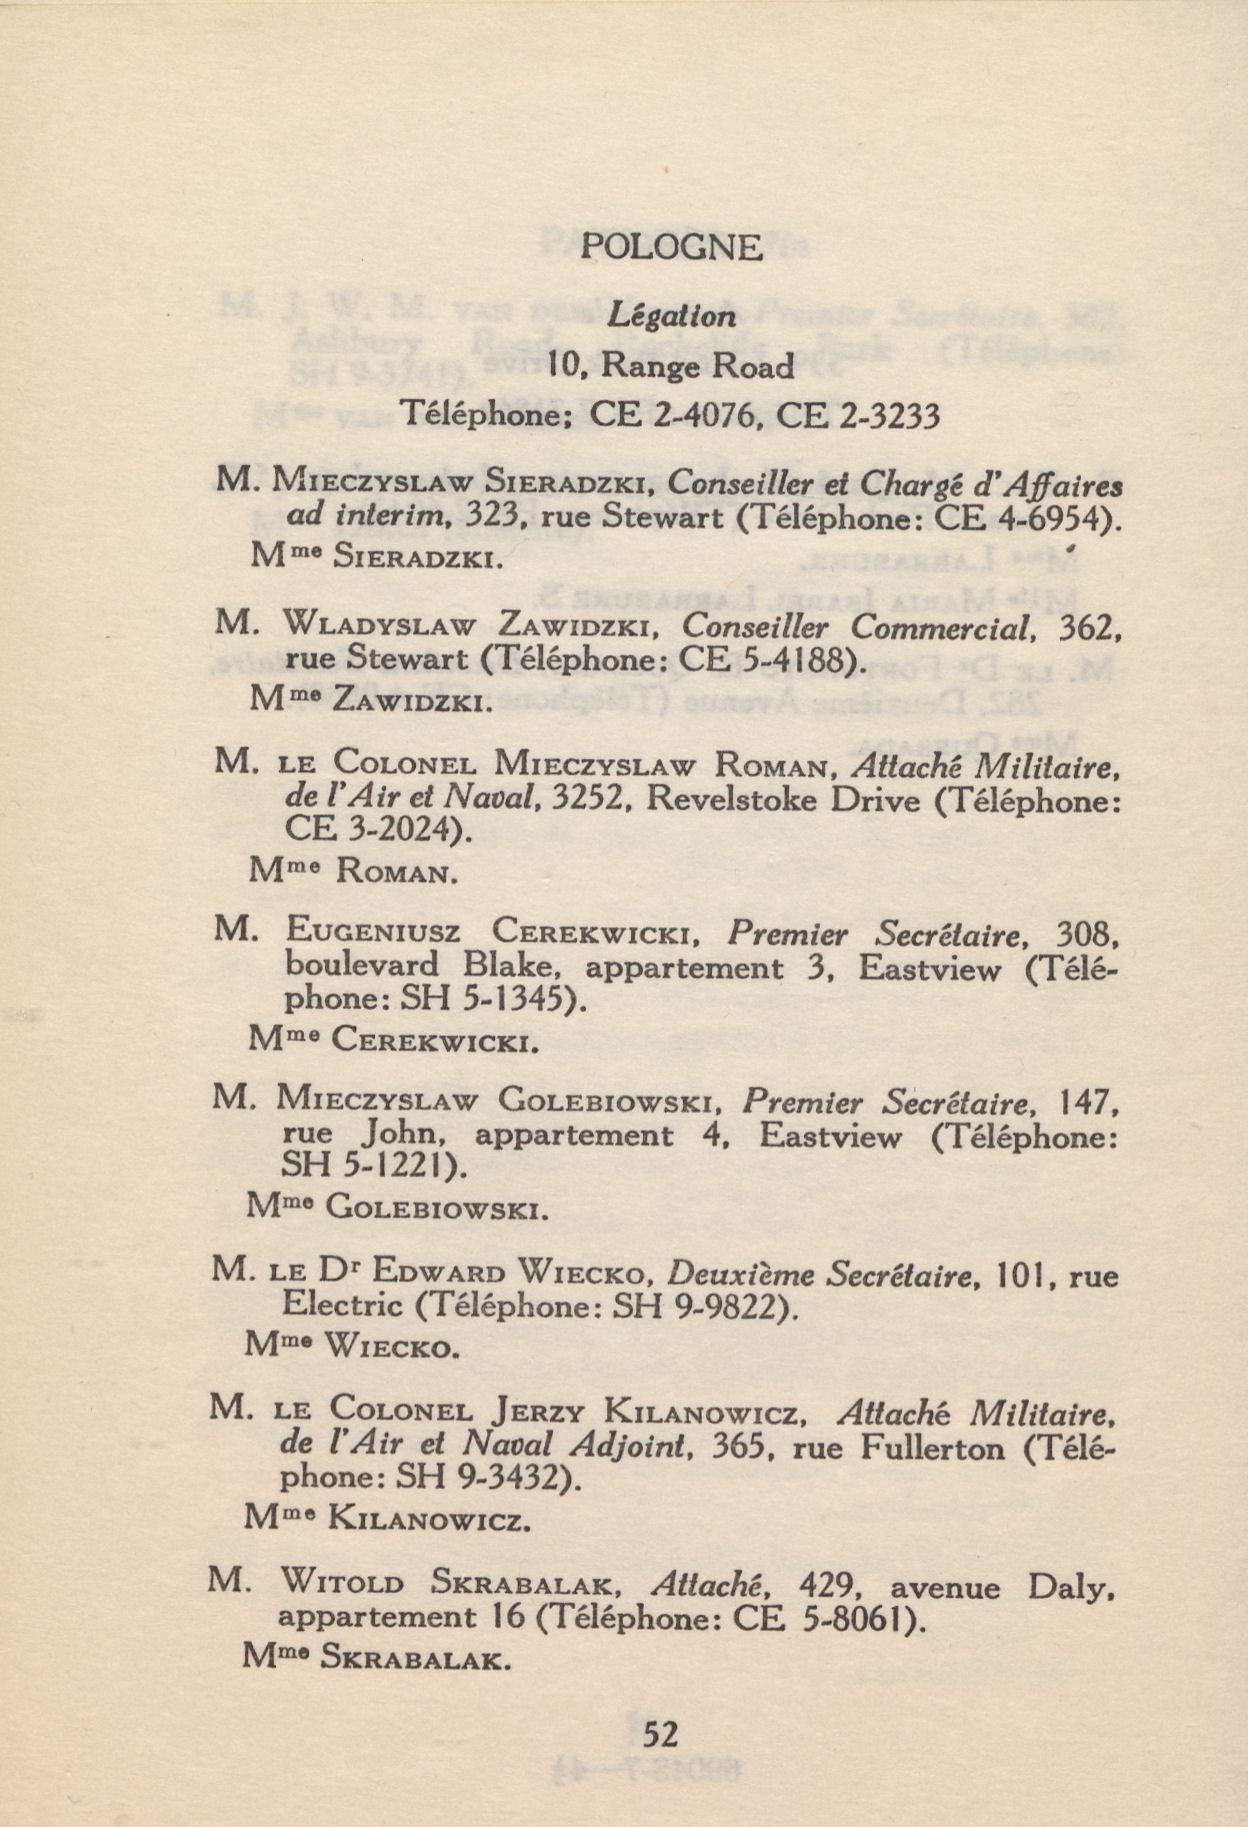 POLOGNE
Légation
10, Range Road
Téléphone; CE 2-4076, CE 2-3233
M. MIECZYSLAW SIERADZKI, Conseiller et Chargé d'Affaires
ad interim, 323, rue Stewart (Téléphone: CE 4-6954).
Mme SIERADZKI.
M. WLADYSLAW ZAWIDZKI, Conseiller Commercial, 362,
rue Stewart (Téléphone: CE 5-4188).
Mme ZAWIDZKI.
M. LE COLONEL MIECZYSLAW ROMAN, Attaché Militaire,
de l'Air et Naval, 3252, Revelstoke Drive (Téléphone:
CE 3-2024).
Mme ROMAN.
M. EUGENIUSZ CEREKWICKI, Premier Secrétaire, 308,
boulevard Blake, appartement 3, Eastview (Télé-
phone: SH 5-1345).
Mme CEREKWICKI.
M. MIECZYSLAW GOLEBIOWSKI, Premier Secrétaire, 147,
rue John, appartement 4, Eastview (Téléphone:
SH 5-1221).
Mme GOLEBIOWSKI.
M. LE Dr EDWARD WIECKO, Deuxième Secrétaire, 101, rue
Electric (Téléphone: SH 9-9822).
Mme WIECKO.
M. LE COLONEL JERZY KILANOWICZ, Attaché Militaire,
de l'Air et Naval Adjoint, 365, rue Fullerton (Télé-
phone: SH 9-3432).
Mme KILANOWICZ.
M. WITOLD SKRABALAK, Attaché, 429, avenue Daly,
appartement 16 (Téléphone: CE 5-8061).
Mme SKRABALAK.
52